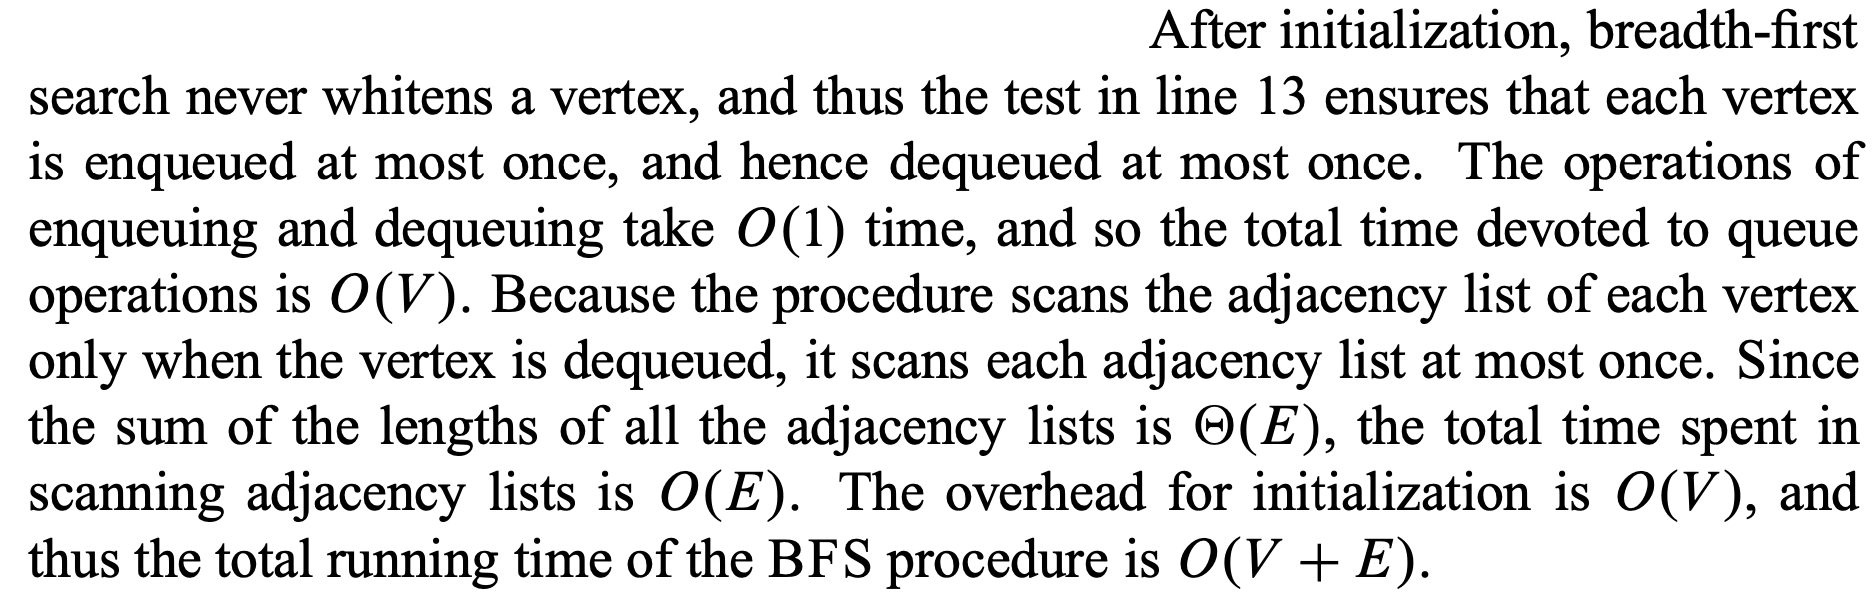 After initialization, breadth-first
search never whitens a vertex, and thus the test in line 13 ensures that each vertex
is enqueued at most once, and hence dequeued at most once. The operations of
enqueuing and dequeuing take O(1) time, and so the total time devoted to queue
operations is O(V). Because the procedure scans the adjacency list of each vertex
only when the vertex is dequeued, it scans each adjacency list at most once. Since
the sum of the lengths of all the adjacency lists is Θ(E), the total time spent in
scanning adjacency lists is O(E). The overhead for initialization is O(V), and
thus the total running time of the BFS procedure is O(V + E).